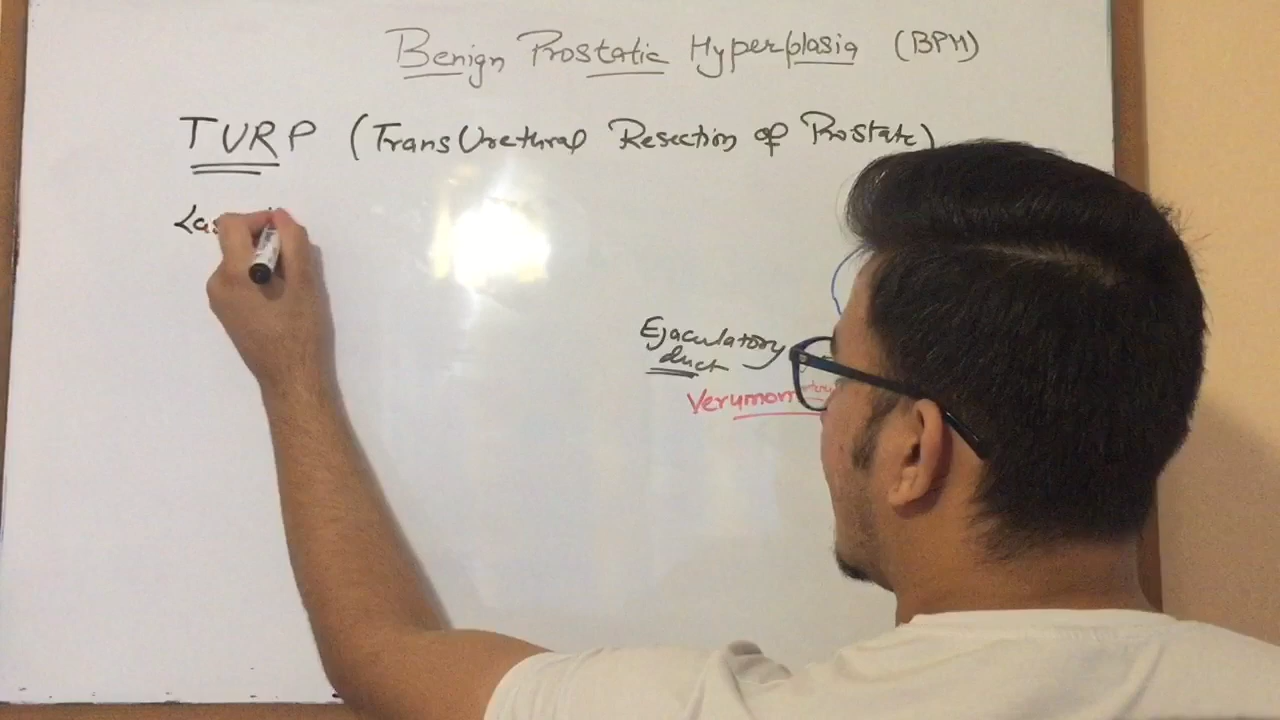 Benign Prostatic Hyperplasia (BPH)
TURP (TransUrethral Resection of Prostate)
Ejaculatory
duct